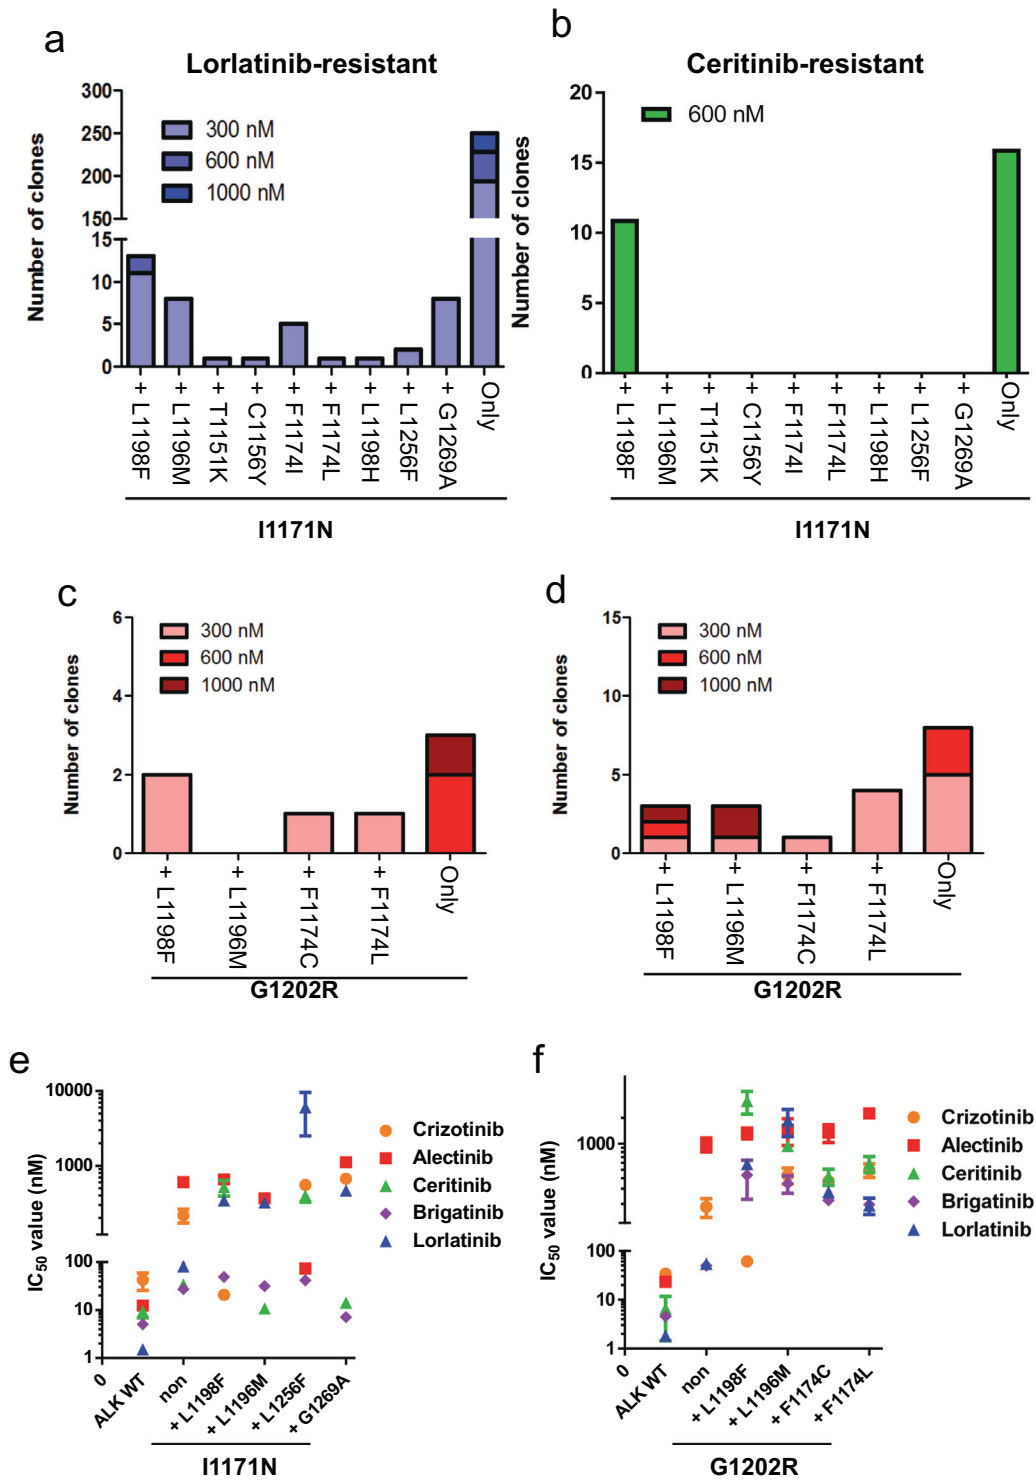 a
Lorlatinib-resistant
Number of clones
300
250
200
150
15
10
5
0
300 nM
600 nM
1000 nM
+ L1198F
+ L1196M
+ T1151K
+ C1156Y
+ F1174I
+ F1174L
+ L1198H
+ L1256F
+ G1269A
Only
I1171N
b
Ceritinib-resistant
Number of clones
20
15
10
5
0
600 nM
+ L1198F
+ L1196M
+ T1151K
+ C1156Y
+ F1174I
+ F1174L
+ L1198H
+ L1256F
+ G1269A
Only
I1171N
c
Number of clones
6
4
2
0
300 nM
600 nM
1000 nM
+ L1198F
+ L1196M
+ F1174C
+ F1174L
Only
G1202R
d
Number of clones
15
10
5
0
300 nM
600 nM
1000 nM
+ L1198F
+ L1196M
+ F1174C
+ F1174L
Only
G1202R
e
IC50 value (nM)
10000
1000
100
10
1
0
ALK WT
non
+ L1198F
+ L1196M
+ L1256F
+ G1269A
I1171N
Crizotinib
Alectinib
Ceritinib
Brigatinib
Lorlatinib
f
IC50 value (nM)
1000
100
10
1
0
ALK WT
non
+ L1198F
+ L1196M
+ F1174C
+ F1174L
G1202R
Crizotinib
Alectinib
Ceritinib
Brigatinib
Lorlatinib